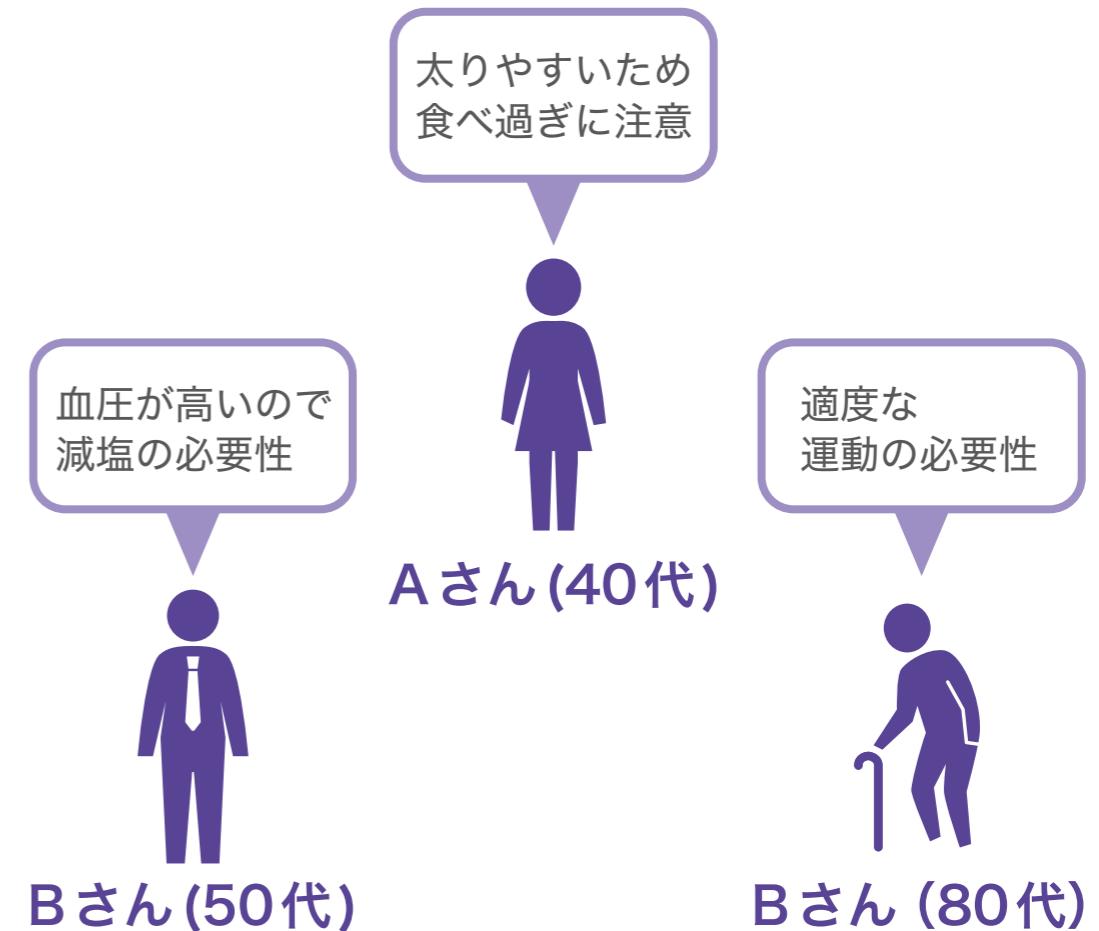 太りやすいため
食べ過ぎに注意
Aさん(40代)
血圧が高いので
減塩の必要性
Bさん(50代)
適度な
運動の必要性
Bさん(80代)